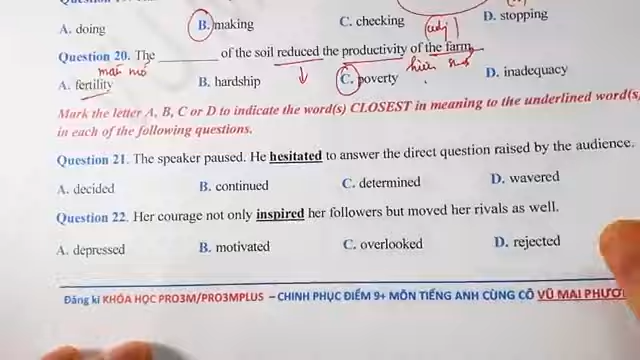 A. doing B. making C. checking D. stopping
(adj)
Question 20. The ________ of the soil reduced the productivity of the farm.
màu mỡ
hiệu suất
A. fertility B. hardship C. poverty D. inadequacy
Mark the letter A, B, C or D to indicate the word(s) CLOSEST in meaning to the underlined word(s)
in each of the following questions.
Question 21. The speaker paused. He hesitated to answer the direct question raised by the audience.
A. decided B. continued C. determined D. wavered
Question 22. Her courage not only inspired her followers but moved her rivals as well.
A. depressed B. motivated C. overlooked D. rejected
Đăng kí KHÓA HỌC PRO3M/PRO3MPLUS – CHINH PHỤC ĐIỂM 9+ MÔN TIẾNG ANH CÙNG CÔ VŨ MAI PHƯƠ